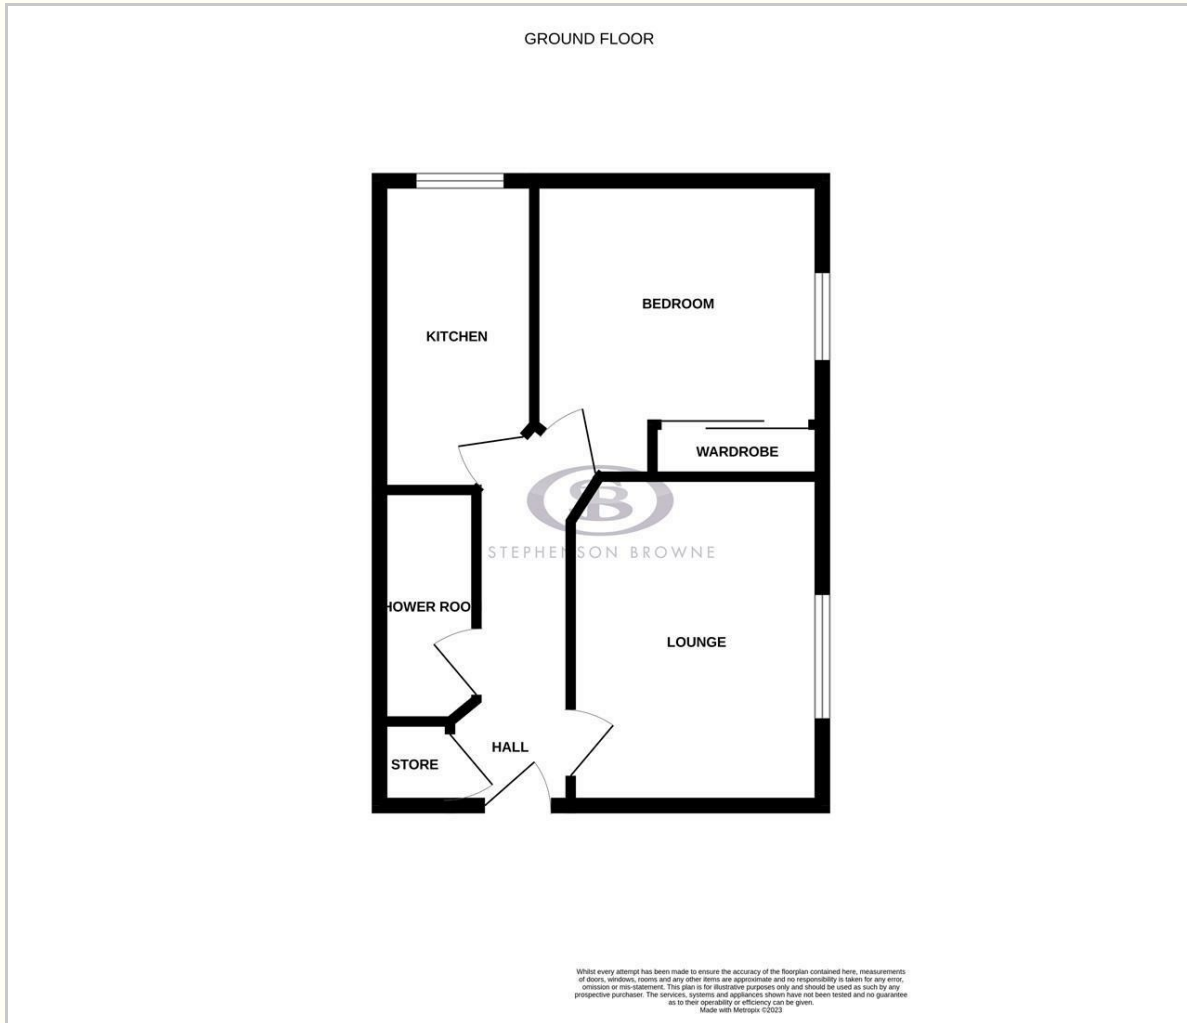 GROUND FLOOR
BEDROOM
KITCHEN
WARDROBE
SB
STEPHENSON BROWNE
HOWER ROO
LOUNGE
HALL
STORE
Whilst every attempt has been made to ensure the accuracy of the floorplan contained here, measurements
of doors, windows, rooms and any other items are approximate and no responsibility is taken for any error,
omission or mis-statement. This plan is for illustrative purposes only and should be used as such by any
prospective purchaser. The services, systems and appliances shown have not been tested and no guarantee
as to their operability or efficiency can be given.
Made with Metropix ©2023